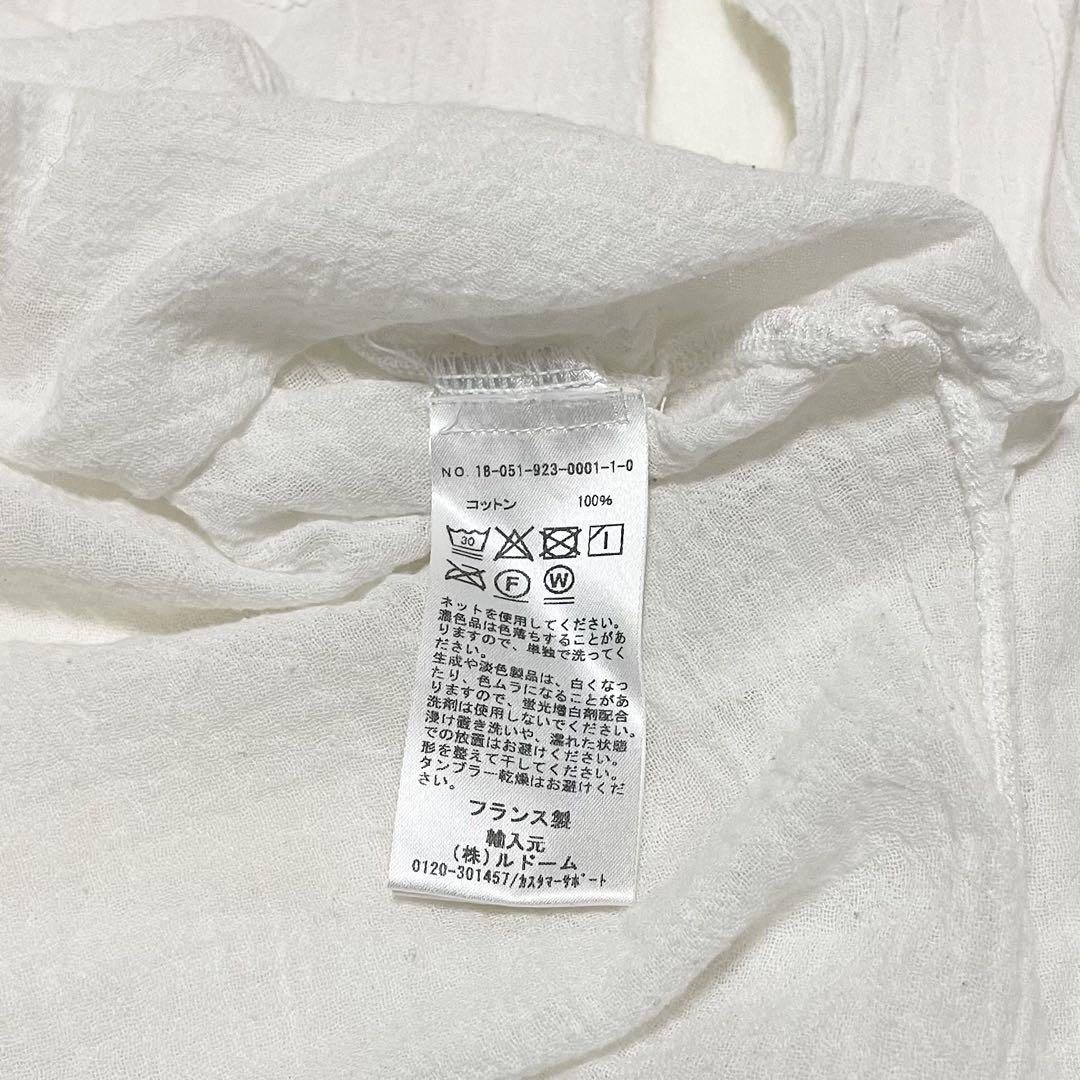 NO. 18-051-923-0001-1-0
コットン 100%
30
F W
ネットを使用してください。
濃色品は色落ちすることがあ
りますので、単独で洗ってく
ださい。
生成や淡色製品は、白くなっ
たり、色ムラになることがあ
りますので、蛍光増白剤配合
洗剤は使用しないでください。
浸け置き洗いや、濡れた状態
での放置はお避けください。
形を整えて干してください。
タンブラー乾燥はお避けくだ
さい。
フランス製
輸入元
(株)ルドーム
0120-301457/カスタマーサポート